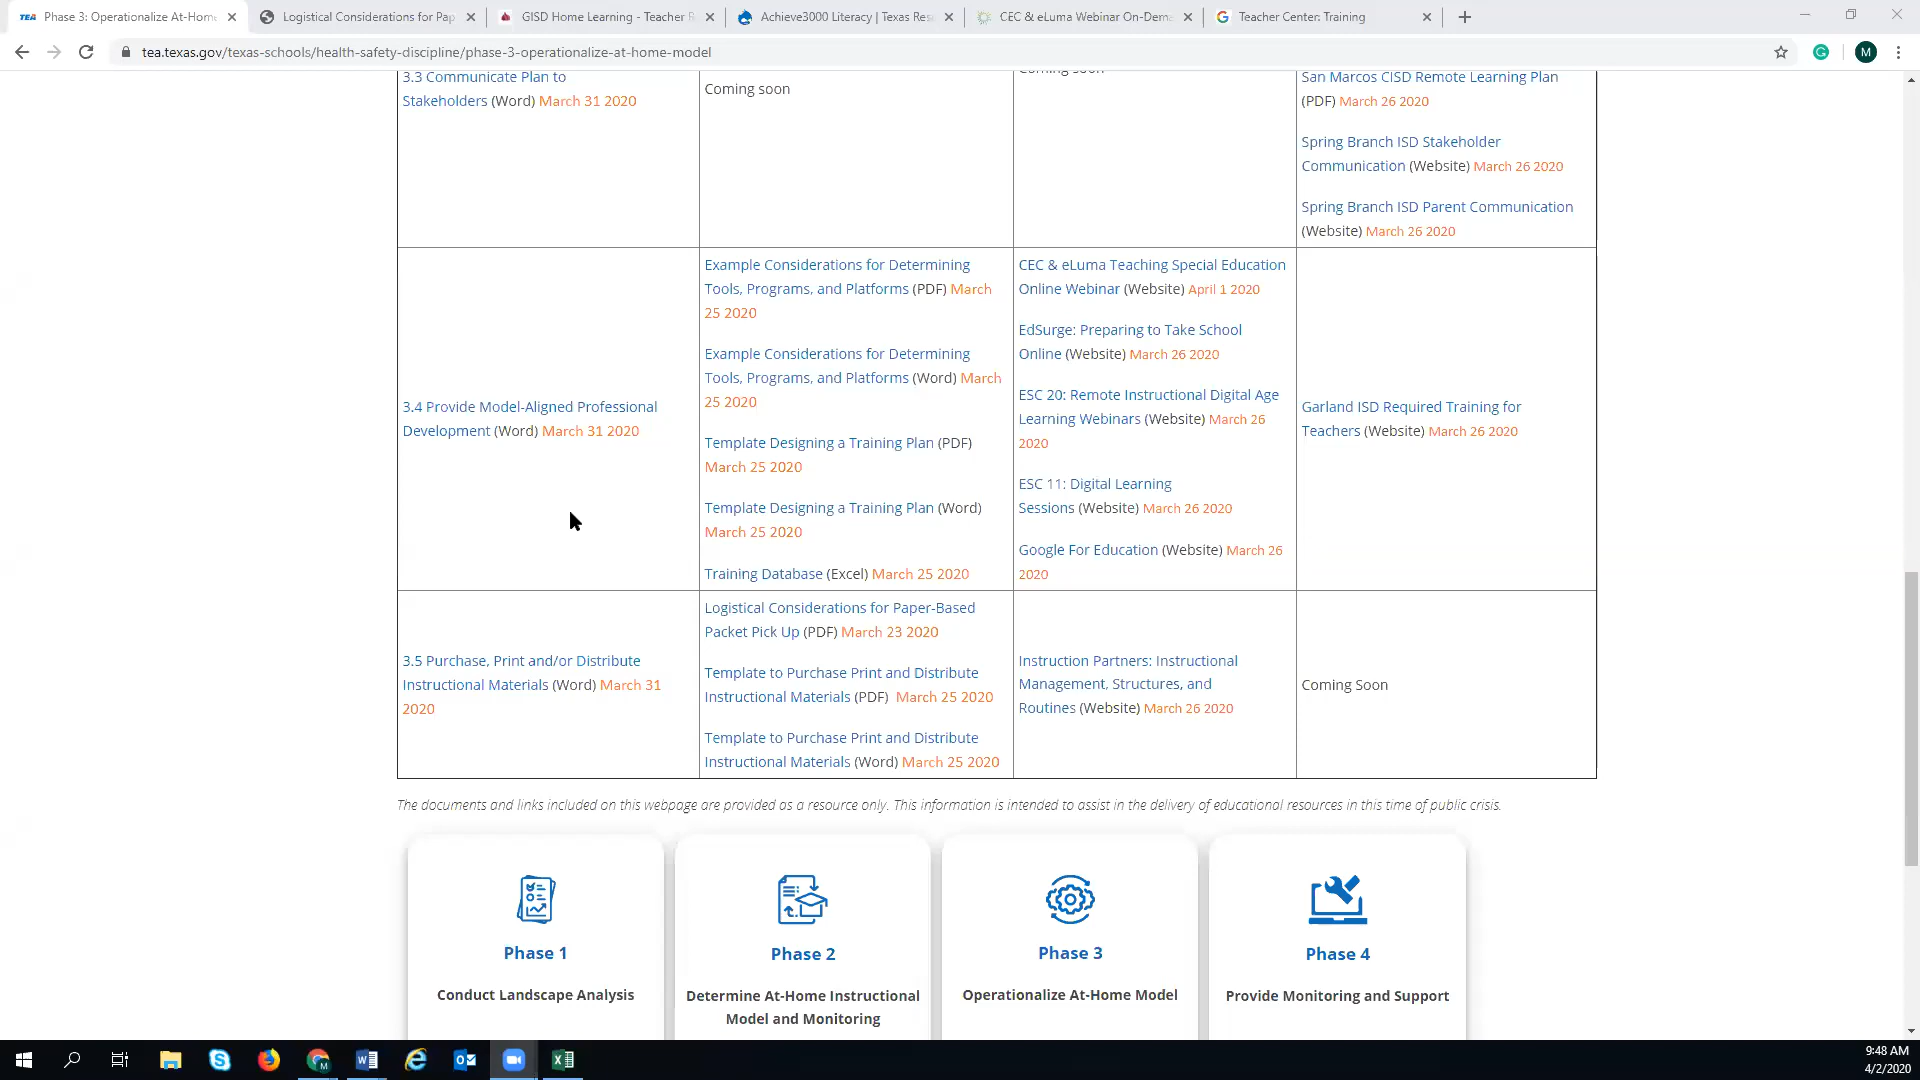 TEA Phase 3: Operationalize At-Hom
Logistical Considerations for Pap
GISD Home Learning - Teacher R
Achieve3000 Literacy | Texas Res
CEC & eLuma Webinar On-Dema
Teacher Center: Training
tea.texas.gov/texas-schools/health-safety-discipline/phase-3-operationalize-at-home-model
G
M
3.3 Communicate Plan to
Stakeholders (Word) March 31 2020
Coming soon
Coming soon
San Marcos CISD Remote Learning Plan
(PDF) March 26 2020
Spring Branch ISD Stakeholder
Communication (Website) March 26 2020
Spring Branch ISD Parent Communication
(Website) March 26 2020
3.4 Provide Model-Aligned Professional
Development (Word) March 31 2020
Example Considerations for Determining
Tools, Programs, and Platforms (PDF) March
25 2020
Example Considerations for Determining
Tools, Programs, and Platforms (Word) March
25 2020
Template Designing a Training Plan (PDF)
March 25 2020
Template Designing a Training Plan (Word)
March 25 2020
Training Database (Excel) March 25 2020
CEC & eLuma Teaching Special Education
Online Webinar (Website) April 1 2020
EdSurge: Preparing to Take School
Online (Website) March 26 2020
ESC 20: Remote Instructional Digital Age
Learning Webinars (Website) March 26
2020
ESC 11: Digital Learning
Sessions (Website) March 26 2020
Google For Education (Website) March 26
2020
Garland ISD Required Training for
Teachers (Website) March 26 2020
3.5 Purchase, Print and/or Distribute
Instructional Materials (Word) March 31
2020
Logistical Considerations for Paper-Based
Packet Pick Up (PDF) March 23 2020
Template to Purchase Print and Distribute
Instructional Materials (PDF) March 25 2020
Template to Purchase Print and Distribute
Instructional Materials (Word) March 25 2020
Instruction Partners: Instructional
Management, Structures, and
Routines (Website) March 26 2020
Coming Soon
The documents and links included on this webpage are provided as a resource only. This information is intended to assist in the delivery of educational resources in this time of public crisis.
Phase 1
Conduct Landscape Analysis
Phase 2
Determine At-Home Instructional
Model and Monitoring
Phase 3
Operationalize At-Home Model
Phase 4
Provide Monitoring and Support
9:48 AM
4/2/2020